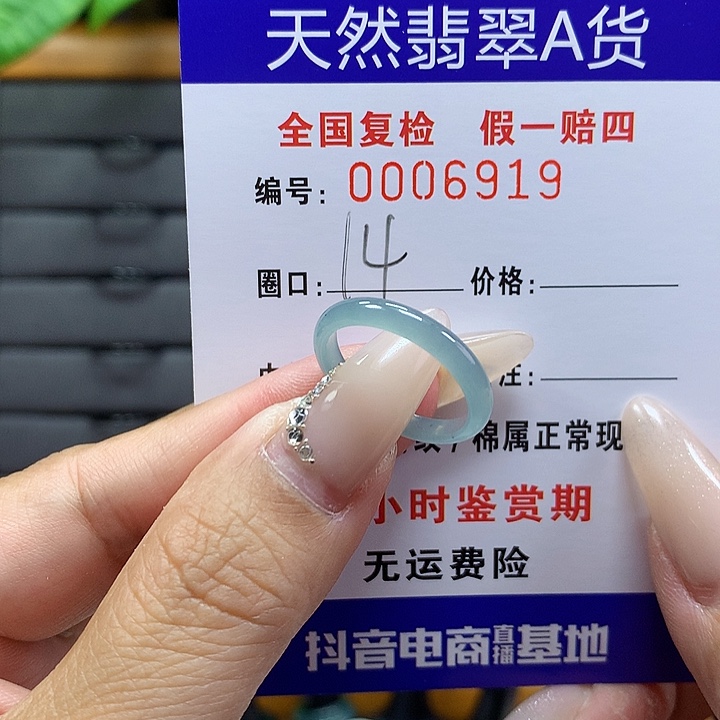 天然翡翠A货
全国复检 假一赔四
编号: 0006919
圈口: 14 价格:
注:
棉属正常现
小时鉴赏期
无运费险
抖音电商直播基地